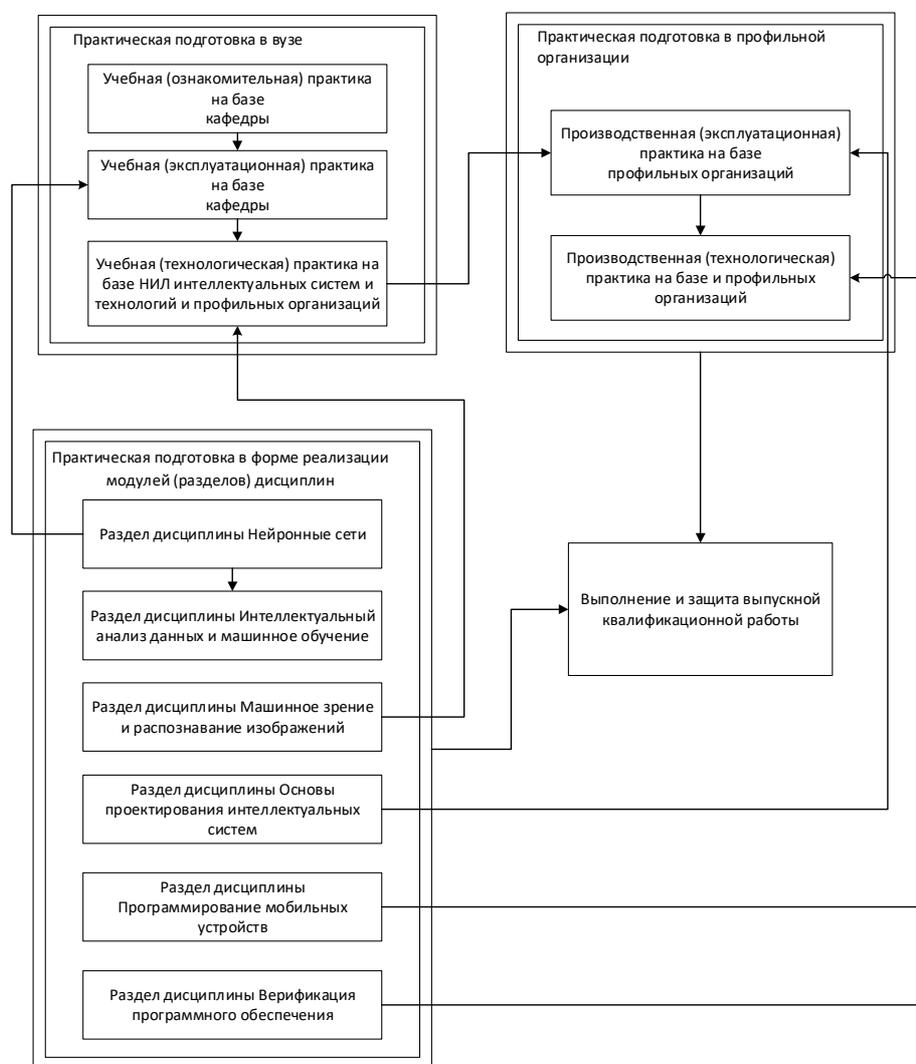 Практическая подготовка в вузе
Учебная (ознакомительная) практика
на базе
кафедры
Учебная (эксплуатационная) практика
на базе
кафедры
Учебная (технологическая) практика на
базе НИЛ интеллектуальных систем и
технологий и профильных организаций
Практическая подготовка в профильной
организации
Производственная (эксплуатационная)
практика на базе
профильных организаций
Производственная (технологическая)
практика на базе и профильных
организаций
Практическая подготовка в форме реализации
модулей (разделов) дисциплин
Раздел дисциплины Нейронные сети
Раздел дисциплины Интеллектуальный
анализ данных и машинное обучение
Раздел дисциплины Машинное зрение
и распознавание изображений
Раздел дисциплины Основы
проектирования интеллектуальных
систем
Раздел дисциплины
Программирование мобильных
устройств
Раздел дисциплины Верификация
программного обеспечения
Выполнение и защита выпускной
квалификационной работы